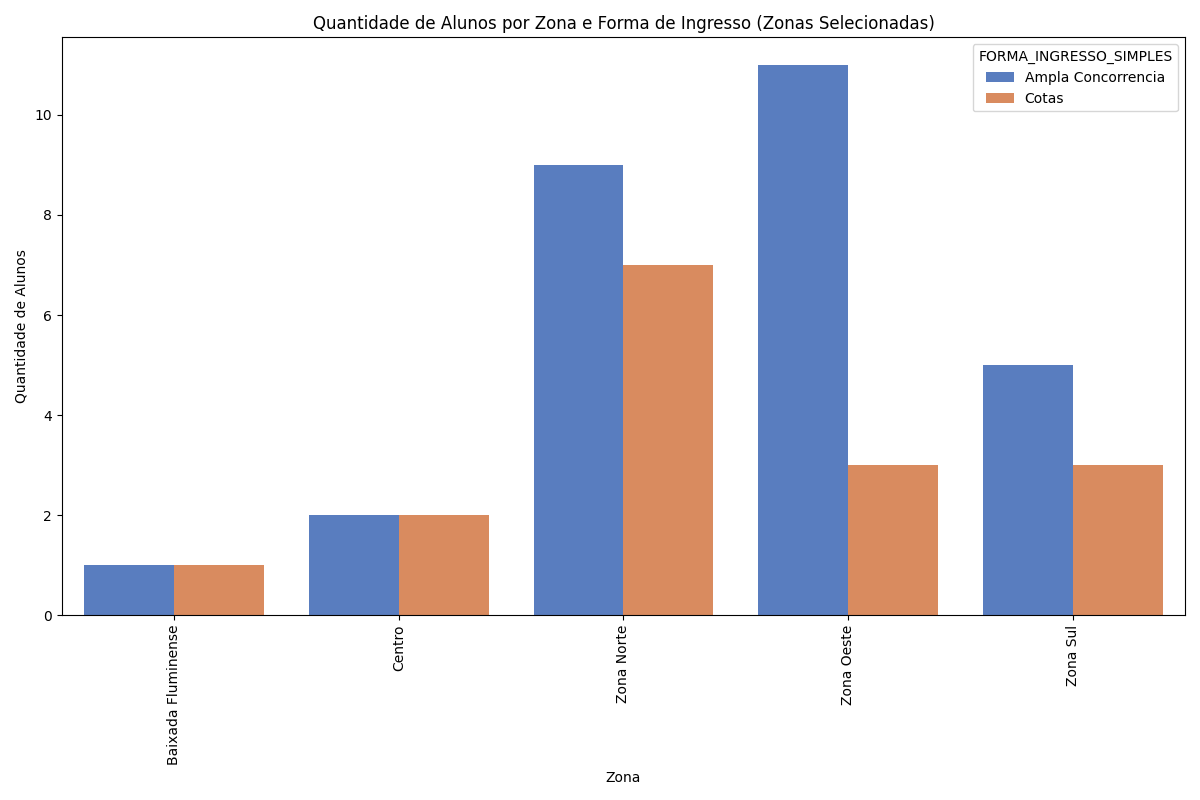 Quantidade de Alunos por Zona e Forma de Ingresso (Zonas Selecionadas)
FORMA_INGRESSO_SIMPLES
Ampla Concorrencia
Cotas
Quantidade de Alunos
10
8
6
4
2
0
Baixada Fluminense
Centro
Zona Norte
Zona Oeste
Zona Sul
Zona